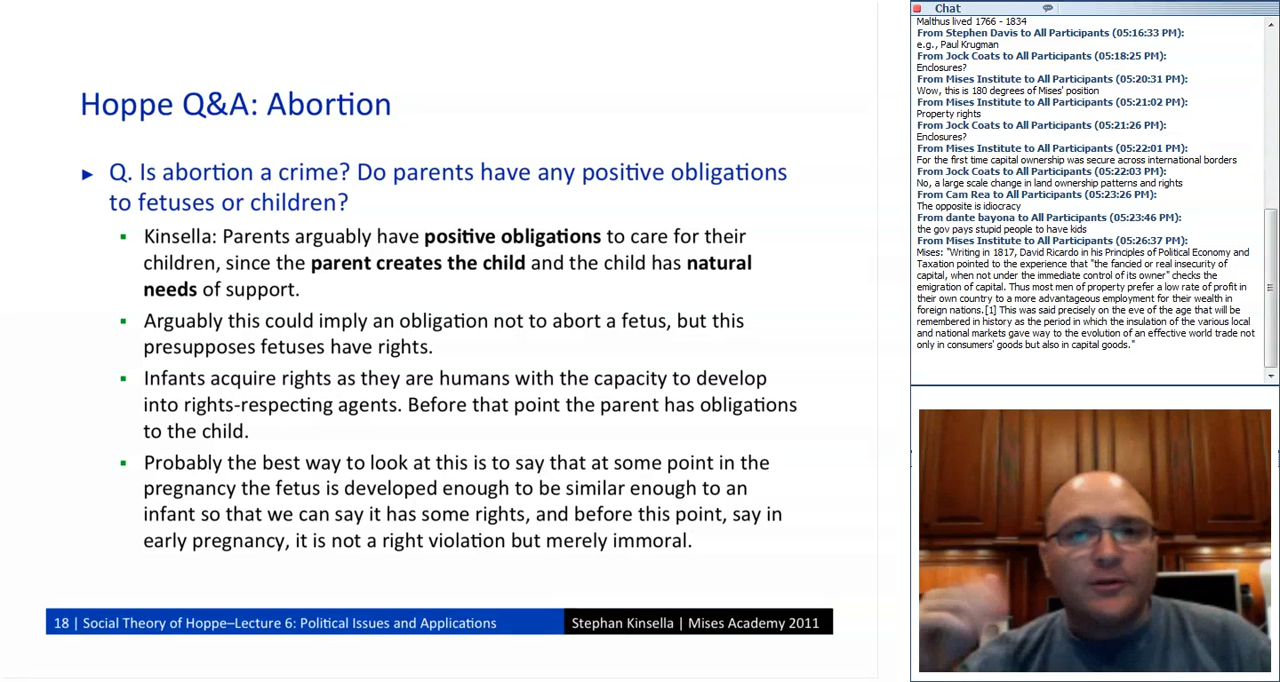 Hoppe Q&A: Abortion
► Q. Is abortion a crime? Do parents have any positive obligations
to fetuses or children?
▪ Kinsella: Parents arguably have positive obligations to care for their
children, since the parent creates the child and the child has natural
needs of support.
▪ Arguably this could imply an obligation not to abort a fetus, but this
presupposes fetuses have rights.
▪ Infants acquire rights as they are humans with the capacity to develop
into rights-respecting agents. Before that point the parent has obligations
to the child.
▪ Probably the best way to look at this is to say that at some point in the
pregnancy the fetus is developed enough to be similar enough to an
infant so that we can say it has some rights, and before this point, say in
early pregnancy, it is not a right violation but merely immoral.
18 | Social Theory of Hoppe–Lecture 6: Political Issues and Applications
Stephan Kinsella | Mises Academy 2011
Chat
Malthus lived 1766 - 1834
From Stephen Davis to All Participants (05:16:33 PM):
e.g., Paul Krugman
From Jock Coats to All Participants (05:18:25 PM):
Enclosures?
From Mises Institute to All Participants (05:20:31 PM):
Wow, this is 180 degrees of Mises' position
From Mises Institute to All Participants (05:21:02 PM):
Property rights
From Jock Coats to All Participants (05:21:26 PM):
Enclosures?
From Mises Institute to All Participants (05:22:01 PM):
For the first time capital ownership was secure across international borders
From Jock Coats to All Participants (05:22:03 PM):
No, a large scale change in land ownership patterns and rights
From Cam Rea to All Participants (05:23:26 PM):
The opposite is idiocracy
From dante bayona to All Participants (05:23:46 PM):
the gov pays stupid people to have kids
From Mises Institute to All Participants (05:26:37 PM):
Mises: "Writing in 1817, David Ricardo in his Principles of Political Economy and
Taxation pointed to the experience that "the fancied or real insecurity of
capital, when not under the immediate control of its owner" checks the
emigration of capital. Thus most men of property prefer a low rate of profit in
their own country to a more advantageous employment for their wealth in
foreign nations.[1] This was said precisely on the eve of the age that will be
remembered in history as the period in which the insulation of the various local
and national markets gave way to the evolution of an effective world trade not
only in consumers' goods but also in capital goods."